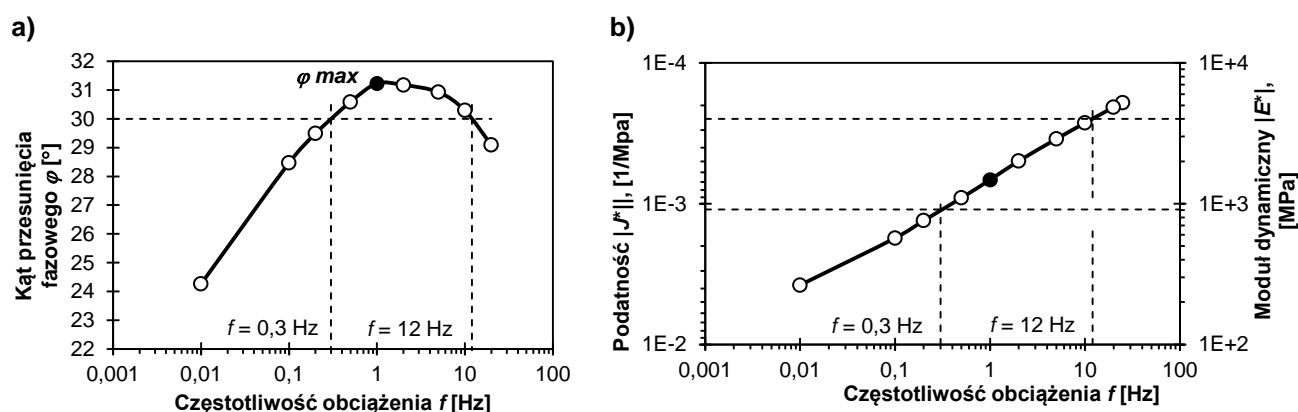 a)
Kąt przesunięcia
fazowego φ [°]
32
31
30
29
28
27
26
25
24
23
22
φ max
f = 0,3 Hz
f = 12 Hz
0,001
0,01
0,1
1
10
100
Częstotliwość obciążenia f [Hz]
b)
Podatność |J*||, [1/Mpa]
1E-4
1E-3
1E-2
f = 0,3 Hz
f = 12 Hz
0,001
0,01
0,1
1
10
100
Częstotliwość obciążenia f [Hz]
1E+4
1E+3
1E+2
Moduł dynamiczny |E*|,
[MPa]